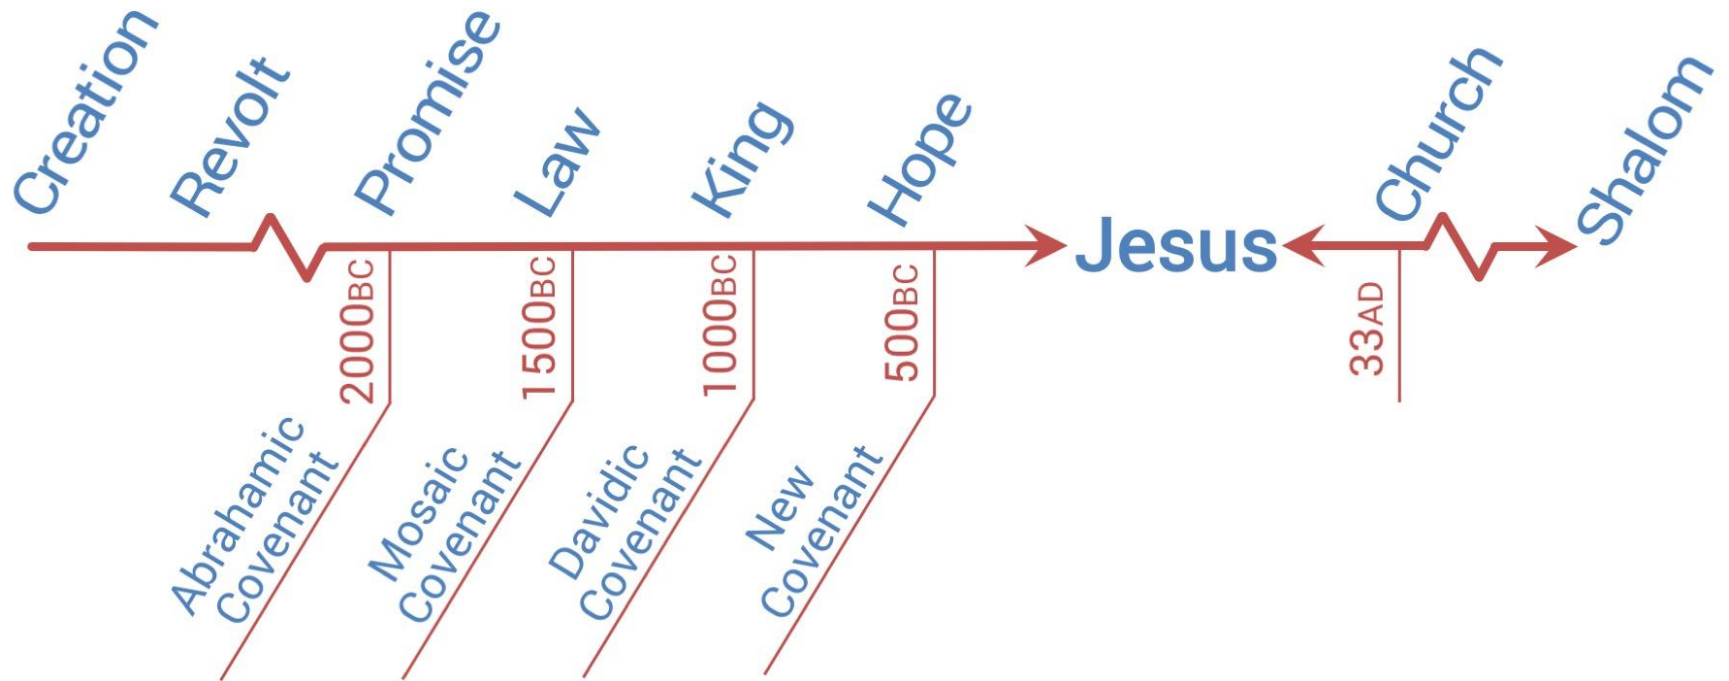 Creation
Revolt
Promise
Law
King
Hope
Jesus
Church
Shalom
2000BC
1500BC
1000BC
500BC
33AD
Abrahamic
Covenant
Mosaic
Covenant
Davidic
Covenant
New
Covenant